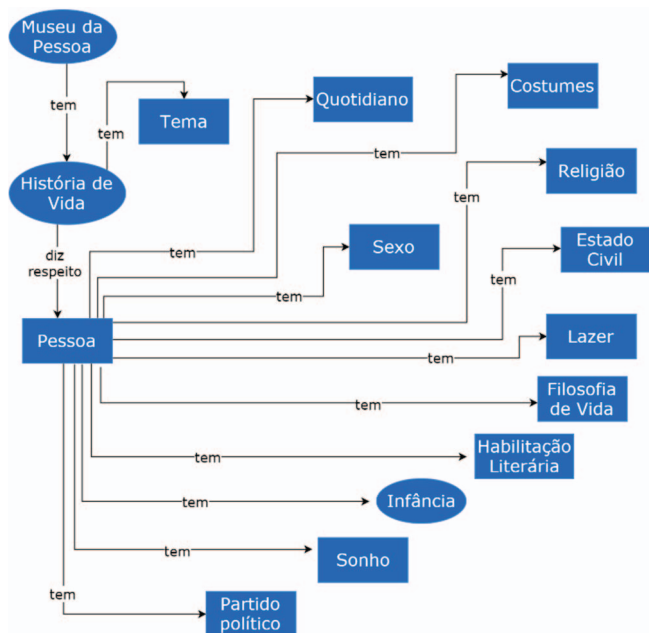 Museu da
Pessoa
tem
tem
Tema
História de
Vida
diz
respeito
Pessoa
Quotidiano
tem
Costumes
tem
Religião
tem
Sexo
tem
Estado
Civil
tem
Lazer
tem
Filosofia
de Vida
tem
Habilitação
Literária
tem
Infância
tem
Sonho
tem
Partido
político
tem